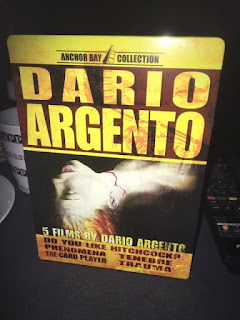 ANCHOR BAY COLLECTION
DARIO
ARGENTO
5 FILMS BY DARIO ARGENTO
DO YOU LIKE HITCHCOCK?
PHENOMENA TENEBRE
THE CARD PLAYER TRAUMA